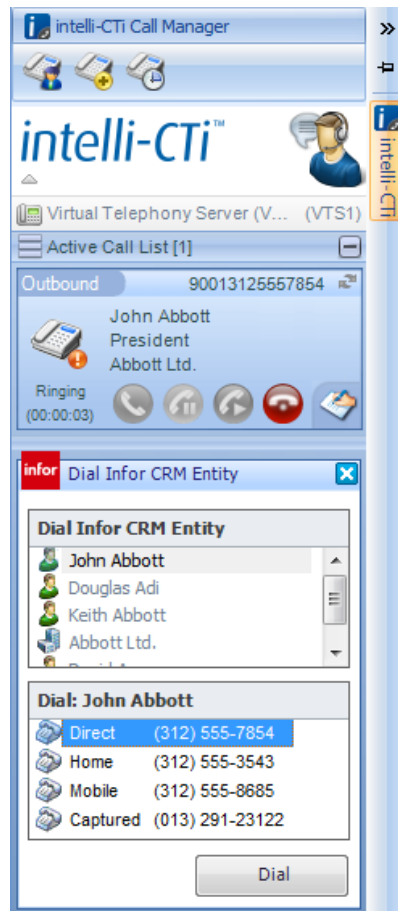 intelli-CTi Call Manager
intelli-CTi™
intelli-CTi
Virtual Telephony Server (V... (VTS1)
Active Call List [1]
Outbound 90013125557854
John Abbott
President
Abbott Ltd.
Ringing
(00:00:03)
infor Dial Infor CRM Entity
Dial Infor CRM Entity
John Abbott
Douglas Adi
Keith Abbott
Abbott Ltd.
Dial: John Abbott
Direct (312) 555-7854
Home (312) 555-3543
Mobile (312) 555-8685
Captured (013) 291-23122
Dial